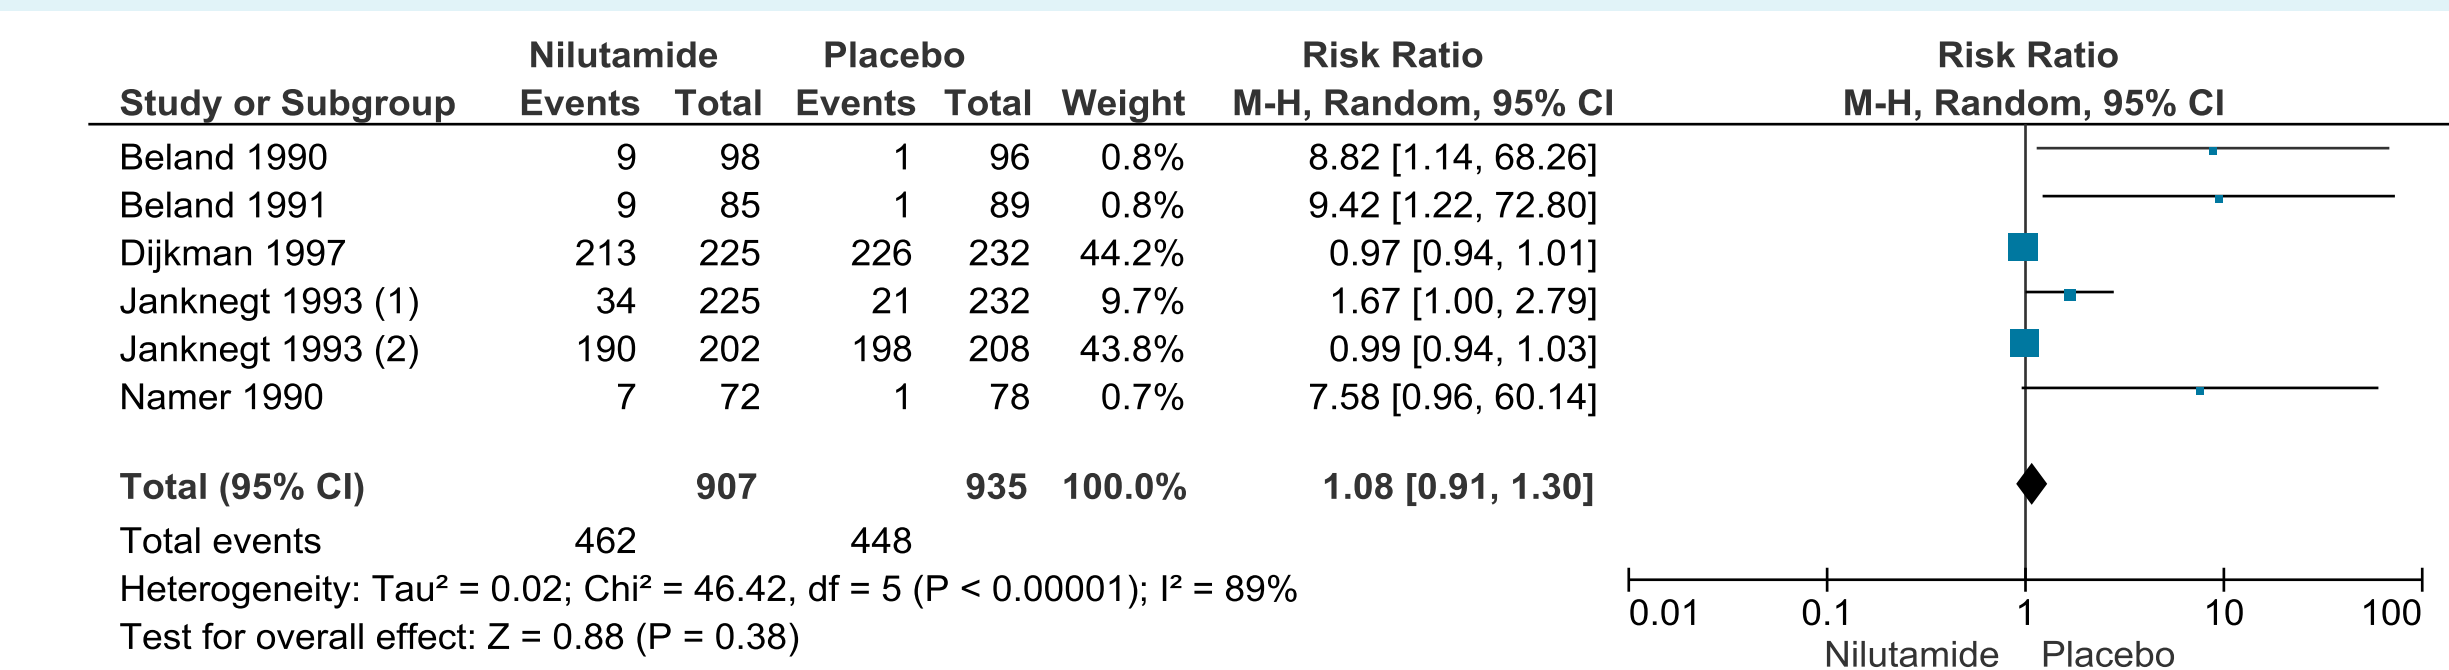 Nilutamide Placebo Risk Ratio Risk Ratio
Study or Subgroup Events Total Events Total Weight M-H, Random, 95% CI M-H, Random, 95% CI
Beland 1990 9 98 1 96 0.8% 8.82 [1.14, 68.26]
Beland 1991 9 85 1 89 0.8% 9.42 [1.22, 72.80]
Dijkman 1997 213 225 226 232 44.2% 0.97 [0.94, 1.01]
Janknegt 1993 (1) 34 225 21 232 9.7% 1.67 [1.00, 2.79]
Janknegt 1993 (2) 190 202 198 208 43.8% 0.99 [0.94, 1.03]
Namer 1990 7 72 1 78 0.7% 7.58 [0.96, 60.14]
Total (95% CI) 907 935 100.0% 1.08 [0.91, 1.30]
Total events 462 448
Heterogeneity: Tau² = 0.02; Chi² = 46.42, df = 5 (P < 0.00001); I² = 89%
Test for overall effect: Z = 0.88 (P = 0.38)
0.01 0.1 1 10 100
Nilutamide Placebo